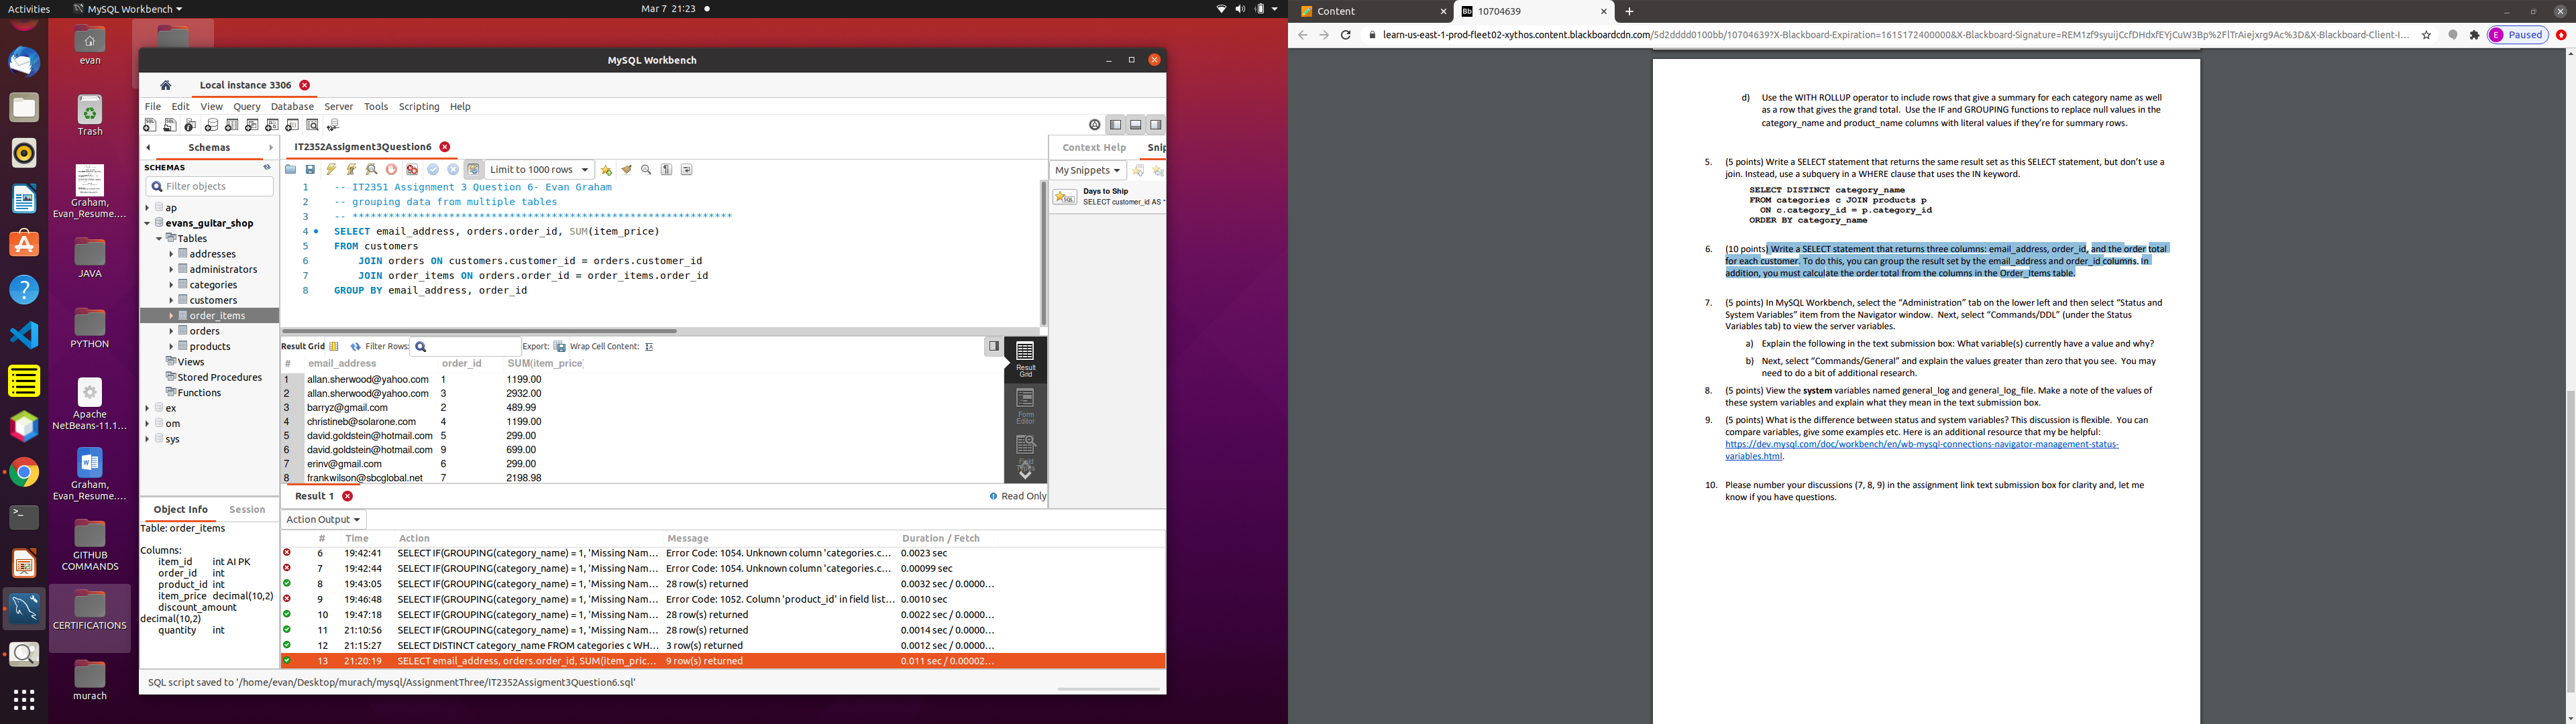 Activities
MySQL Workbench
Mar 7 21:23
evan
Trash
Graham,
Evan_Resume....
JAVA
PYTHON
Apache
NetBeans-11.1...
Graham,
Evan_Resume....
GITHUB
COMMANDS
CERTIFICATIONS
murach
MySQL Workbench
Local instance 3306
File Edit View Query Database Server Tools Scripting Help
Schemas
SCHEMAS
Filter objects
ap
evans_guitar_shop
Tables
addresses
administrators
categories
customers
order_items
orders
products
Views
Stored Procedures
Functions
ex
om
sys
Object Info Session
Table: order_items
Columns:
item_id int AI PK
order_id int
product_id int
item_price decimal(10,2)
discount_amount
decimal(10,2)
quantity int
IT2352Assigment3Question6
Limit to 1000 rows
1 -- IT2351 Assignment 3 Question 6- Evan Graham
2 -- grouping data from multiple tables
4 SELECT email_address, orders.order_id, SUM(item_price)
5 FROM customers
6 JOIN orders ON customers.customer_id = orders.customer_id
7 JOIN order_items ON orders.order_id = order_items.order_id
8 GROUP BY email_address, order_id
Context Help Snip
My Snippets
Days to Ship
SELECT customer_id AS "
Result Grid Filter Rows: Export: Wrap Cell Content:
# email_address order_id SUM(item_price)
1 allan.sherwood@yahoo.com 1 1199.00
2 allan.sherwood@yahoo.com 3 2932.00
3 barryz@gmail.com 2 489.99
4 christineb@solarone.com 4 1199.00
5 david.goldstein@hotmail.com 5 299.00
6 david.goldstein@hotmail.com 9 699.00
7 erinv@gmail.com 6 299.00
8 frankwilson@sbcglobal.net 7 2198.98
Result
Grid
Form
Editor
Field
Result 1
Read Only
Action Output
# Time Action Message Duration / Fetch
6 19:42:41 SELECT IF(GROUPING(category_name) = 1, 'Missing Nam... Error Code: 1054. Unknown column 'categories.c... 0.0023 sec
7 19:42:44 SELECT IF(GROUPING(category_name) = 1, 'Missing Nam... Error Code: 1054. Unknown column 'categories.c... 0.00099 sec
8 19:43:05 SELECT IF(GROUPING(category_name) = 1, 'Missing Nam... 28 row(s) returned 0.0032 sec / 0.0000...
9 19:46:48 SELECT IF(GROUPING(category_name) = 1, 'Missing Nam... Error Code: 1052. Column 'product_id' in field list... 0.0010 sec
10 19:47:18 SELECT IF(GROUPING(category_name) = 1, 'Missing Nam... 28 row(s) returned 0.0022 sec / 0.0000...
11 21:10:56 SELECT IF(GROUPING(category_name) = 1, 'Missing Nam... 28 row(s) returned 0.0014 sec / 0.0000...
12 21:15:27 SELECT DISTINCT category_name FROM categories c WH... 3 row(s) returned 0.0012 sec / 0.0000...
13 21:20:19 SELECT email_address, orders.order_id, SUM(item_pric... 9 row(s) returned 0.011 sec / 0.00002...
SQL script saved to '/home/evan/Desktop/murach/mysql/AssignmentThree/IT2352Assigment3Question6.sql'
Content
Bb 10704639
learn-us-east-1-prod-fleet02-xythos.content.blackboardcdn.com/5d2dddd0100bb/10704639?X-Blackboard-Expiration=1615172400000&X-Blackboard-Signature=
E Paused
d) Use the WITH ROLLUP operator to include rows that give a summary for each category name as well
as a row that gives the grand total. Use the IF and GROUPING functions to replace null values in the
category_name and product_name columns with literal values if they're for summary rows.
5. (5 points) Write a SELECT statement that returns the same result set as this SELECT statement, but don't use a
join. Instead, use a subquery in a WHERE clause that uses the IN keyword.
SELECT DISTINCT category_name
FROM categories c JOIN products p
ON c.category_id = p.category_id
ORDER BY category_name
6. (10 points) Write a SELECT statement that returns three columns: email_address, order_id, and the order total
for each customer. To do this, you can group the result set by the email_address and order_id columns. In
addition, you must calculate the order total from the columns in the Order_Items table.
7. (5 points) In MySQL Workbench, select the "Administration" tab on the lower left and then select "Status and
System Variables" item from the Navigator window. Next, select "Commands/DDL" (under the Status
Variables tab) to view the server variables.
a) Explain the following in the text submission box: What variable(s) currently have a value and why?
b) Next, select "Commands/General" and explain the values greater than zero that you see. You may
need to do a bit of additional research.
8. (5 points) View the system variables named general_log and general_log_file. Make a note of the values of
these system variables and explain what they mean in the text submission box.
9. (5 points) What is the difference between status and system variables? This discussion is flexible. You can
compare variables, give some examples etc. Here is an additional resource that my be helpful:
https://dev.mysql.com/doc/workbench/en/wb-mysql-connections-navigator-management-status-
variables.html.
10. Please number your discussions (7, 8, 9) in the assignment link text submission box for clarity and, let me
know if you have questions.